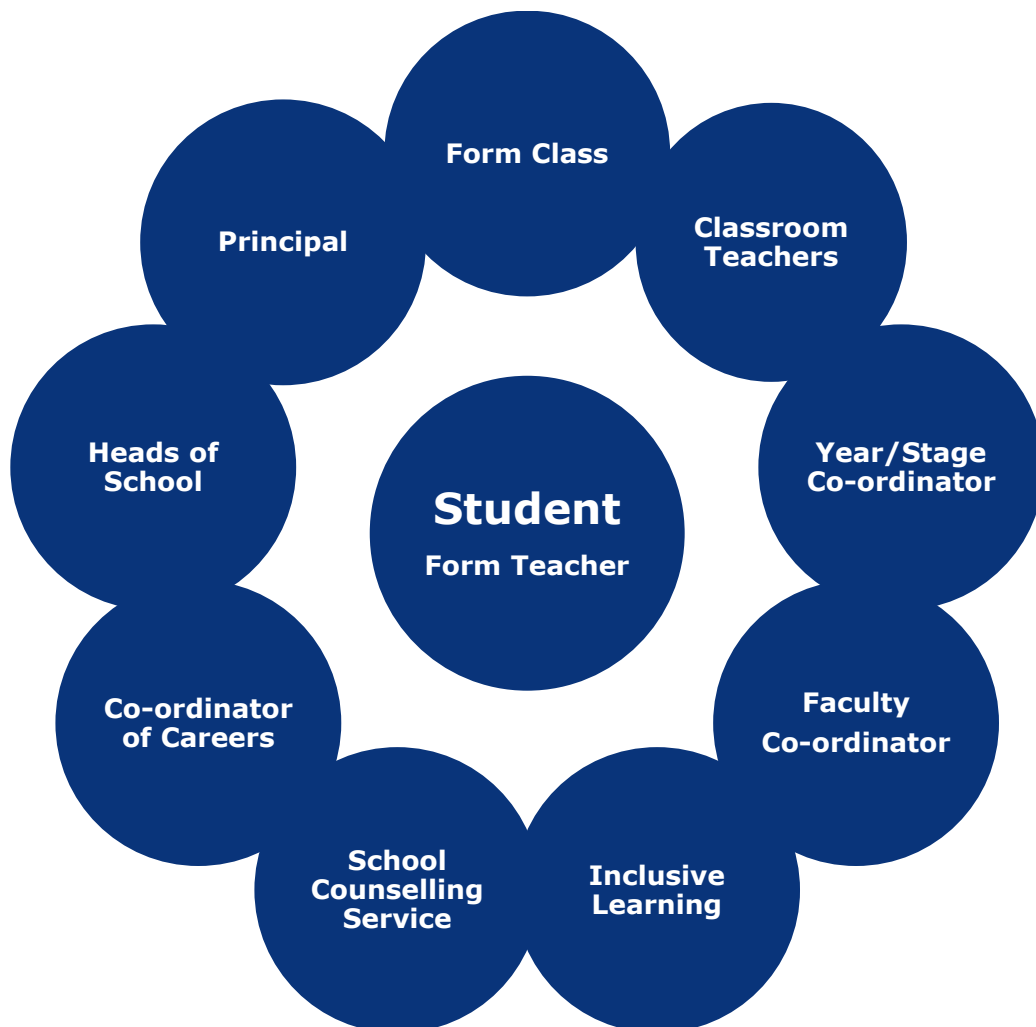 Form Class
Classroom
Teachers
Year/Stage
Co-ordinator
Faculty
Co-ordinator
Inclusive
Learning
School
Counselling
Service
Co-ordinator
of Careers
Heads of
School
Principal
Student
Form Teacher